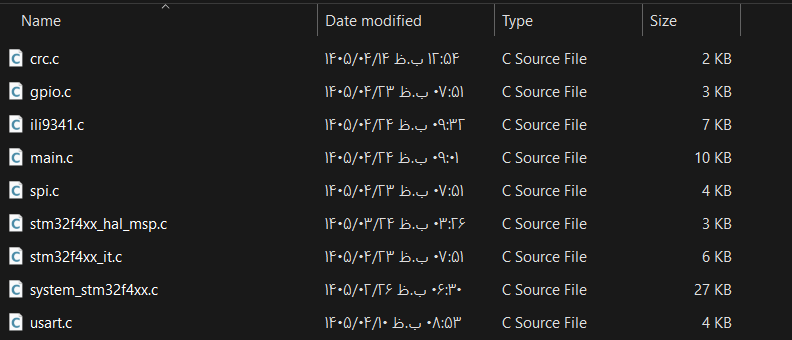 Name Date modified Type Size
crc.c ۱۴۰۵/۰۴/۱۴ ب.ظ ۱۲:۵۴ C Source File 2 KB
gpio.c ۱۴۰۵/۰۴/۲۳ ب.ظ ۰۷:۵۱ C Source File 3 KB
ili9341.c ۱۴۰۵/۰۴/۲۴ ب.ظ ۰۹:۳۲ C Source File 7 KB
main.c ۱۴۰۵/۰۴/۲۴ ب.ظ ۰۹:۰۱ C Source File 10 KB
spi.c ۱۴۰۵/۰۴/۲۳ ب.ظ ۰۷:۵۱ C Source File 4 KB
stm32f4xx_hal_msp.c ۱۴۰۵/۰۳/۲۴ ب.ظ ۰۳:۲۶ C Source File 3 KB
stm32f4xx_it.c ۱۴۰۵/۰۴/۲۳ ب.ظ ۰۷:۵۱ C Source File 6 KB
system_stm32f4xx.c ۱۴۰۵/۰۲/۲۶ ب.ظ ۰۶:۳۰ C Source File 27 KB
usart.c ۱۴۰۵/۰۴/۱۰ ب.ظ ۰۸:۵۳ C Source File 4 KB